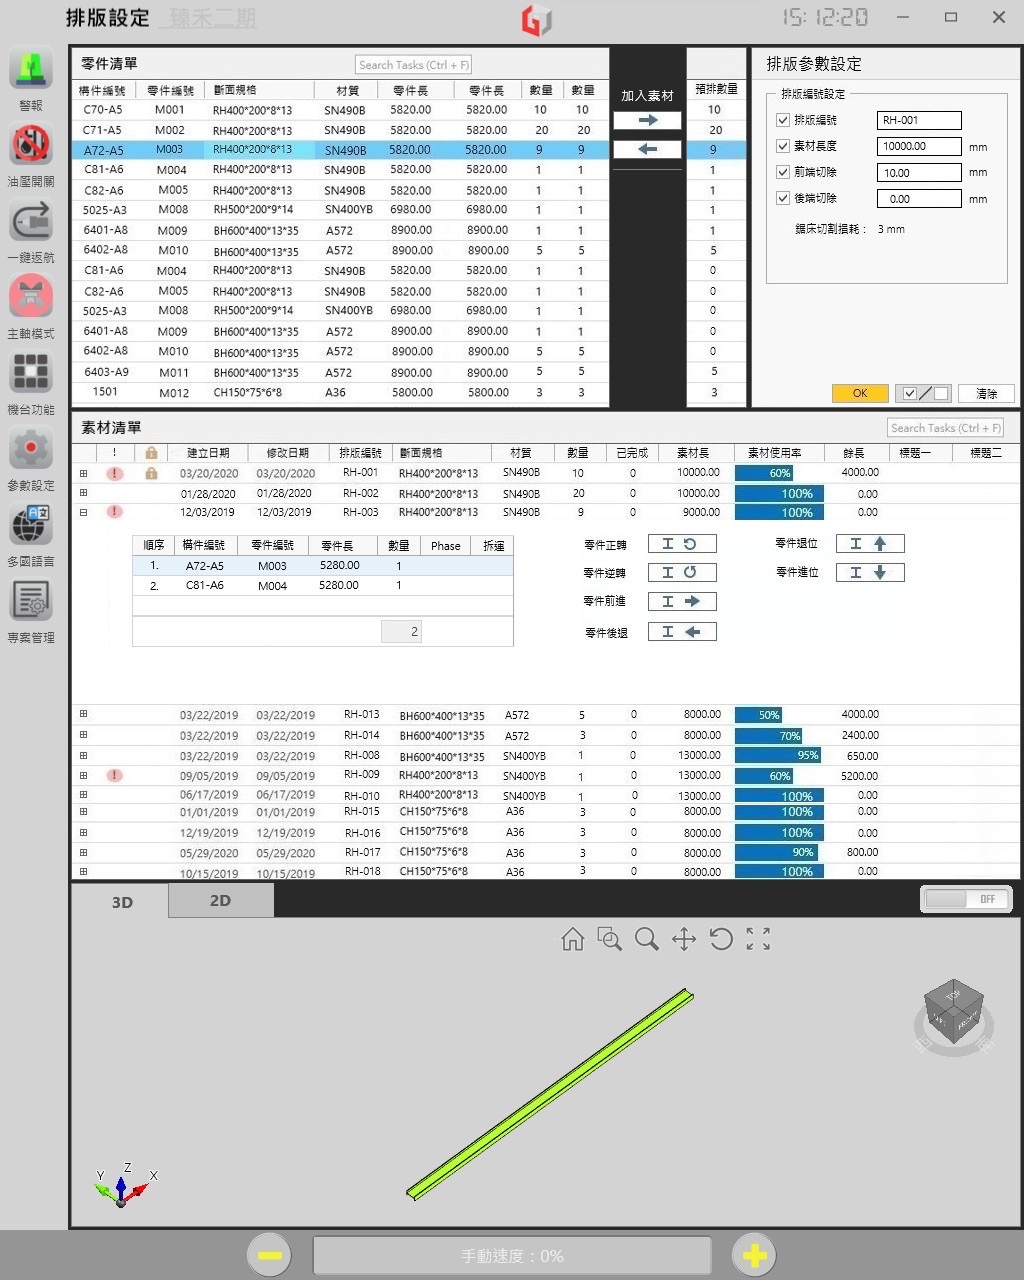 排版設定 臻禾二期 15:12:20
警報
油壓開關
一鍵返航
主軸模式
機台功能
參數設定
多國語言
專案管理
零件清單 Search Tasks (Ctrl + F)
構件編號 零件編號 斷面規格 材質 零件長 零件長 數量 數量 預排數量
C70-A5 M001 RH400*200*8*13 SN490B 5820.00 5820.00 10 10 10
C71-A5 M002 RH400*200*8*13 SN490B 5820.00 5820.00 20 20 20
A72-A5 M003 RH400*200*8*13 SN490B 5820.00 5820.00 9 9 9
C81-A6 M004 RH400*200*8*13 SN490B 5820.00 5820.00 1 1 1
C82-A6 M005 RH400*200*8*13 SN490B 5820.00 5820.00 1 1 1
5025-A3 M008 RH500*200*9*14 SN400YB 6980.00 6980.00 1 1 1
6401-A8 M009 BH600*400*13*35 A572 8900.00 8900.00 1 1 1
6402-A8 M010 BH600*400*13*35 A572 8900.00 8900.00 5 5 5
C81-A6 M004 RH400*200*8*13 SN490B 5820.00 5820.00 1 1 0
C82-A6 M005 RH400*200*8*13 SN490B 5820.00 5820.00 1 1 0
5025-A3 M008 RH500*200*9*14 SN400YB 6980.00 6980.00 1 1 0
6401-A8 M009 BH600*400*13*35 A572 8900.00 8900.00 1 1 0
6402-A8 M010 BH600*400*13*35 A572 8900.00 8900.00 5 5 0
6403-A9 M011 BH600*400*13*35 A572 8900.00 8900.00 5 5 5
1501 M012 CH150*75*6*8 A36 5800.00 5800.00 3 3 3
加入素材
排版參數設定
排版編號設定
排版編號 RH-001
素材長度 10000.00 mm
前端切除 10.00 mm
後端切除 0.00 mm
鋸床切割損耗： 3 mm
OK 清除
素材清單 Search Tasks (Ctrl + F)
! 建立日期 修改日期 排版編號 斷面規格 材質 數量 已完成 素材長 素材使用率 餘長 標題一 標題二
! 03/20/2020 03/20/2020 RH-001 RH400*200*8*13 SN490B 10 0 10000.00 60% 4000.00
01/28/2020 01/28/2020 RH-002 RH400*200*8*13 SN490B 20 0 10000.00 100% 0.00
! 12/03/2019 12/03/2019 RH-003 RH400*200*8*13 SN490B 9 0 9000.00 100% 0.00
順序 構件編號 零件編號 零件長 數量 Phase 拆運
1. A72-A5 M003 5280.00 1
2. C81-A6 M004 5280.00 1
2
零件正轉 零件退位
零件逆轉 零件進位
零件前進
零件後退
03/22/2019 03/22/2019 RH-013 BH600*400*13*35 A572 5 0 8000.00 50% 4000.00
03/22/2019 03/22/2019 RH-014 BH600*400*13*35 A572 3 0 8000.00 70% 2400.00
03/22/2019 03/22/2019 RH-008 BH600*400*13*35 SN400YB 1 0 13000.00 95% 650.00
! 09/05/2019 09/05/2019 RH-009 RH400*200*8*13 SN400YB 1 0 13000.00 60% 5200.00
06/17/2019 06/17/2019 RH-010 RH400*200*8*13 SN400YB 1 0 13000.00 100% 0.00
01/01/2019 01/01/2019 RH-015 CH150*75*6*8 A36 3 0 8000.00 100% 0.00
12/19/2019 12/19/2019 RH-016 CH150*75*6*8 A36 3 0 8000.00 100% 0.00
05/29/2020 05/29/2020 RH-017 CH150*75*6*8 A36 3 0 8000.00 90% 800.00
10/15/2019 10/15/2019 RH-018 CH150*75*6*8 A36 3 0 8000.00 100% 0.00
3D 2D OFF
TOP
LEFT FRONT
Y Z X
手動速度：0%